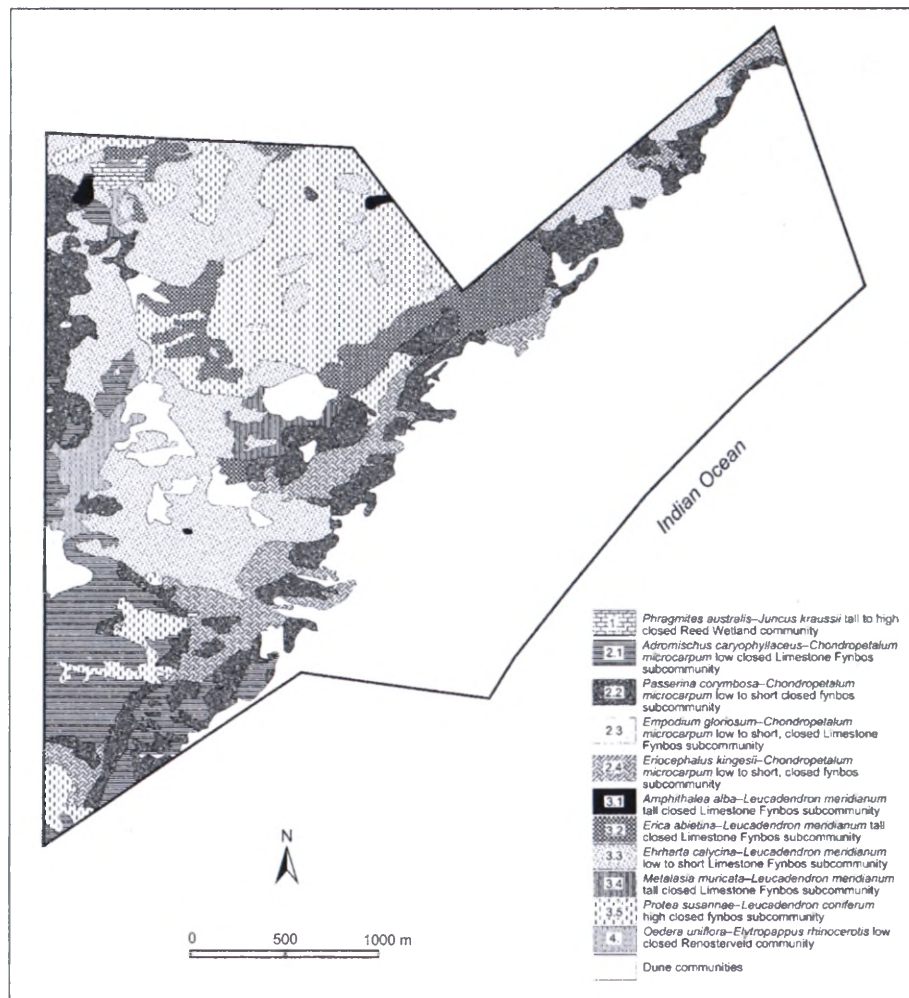 Indian Ocean
N
0 500 1000 m
1 Phragmites australis–Juncus kraussii tall to high
closed Reed Wetland community
2.1 Adromischus caryophyllaceus–Chondropetalum
microcarpum low closed Limestone Fynbos
subcommunity
2.2 Passerina corymbosa–Chondropetalum
microcarpum low to short closed fynbos
subcommunity
2.3 Empodium gloriosum–Chondropetalum
microcarpum low to short, closed Limestone
Fynbos subcommunity
2.4 Eriocephalus kingesii–Chondropetalum
microcarpum low to short, closed fynbos
subcommunity
3.1 Amphithalea alba–Leucadendron meridianum
tall closed Limestone Fynbos subcommunity
3.2 Erica abietina–Leucadendron meridianum tall
closed Limestone Fynbos subcommunity
3.3 Ehrharta calycina–Leucadendron meridianum
low to short Limestone Fynbos subcommunity
3.4 Metalasia muricata–Leucadendron meridianum
tall closed Limestone Fynbos subcommunity
3.5 Protea susannae–Leucadendron coniferum
high closed fynbos subcommunity
4. Oedera uniflora–Elytropappus rhinocerotis low
closed Renosterveld community
Dune communities